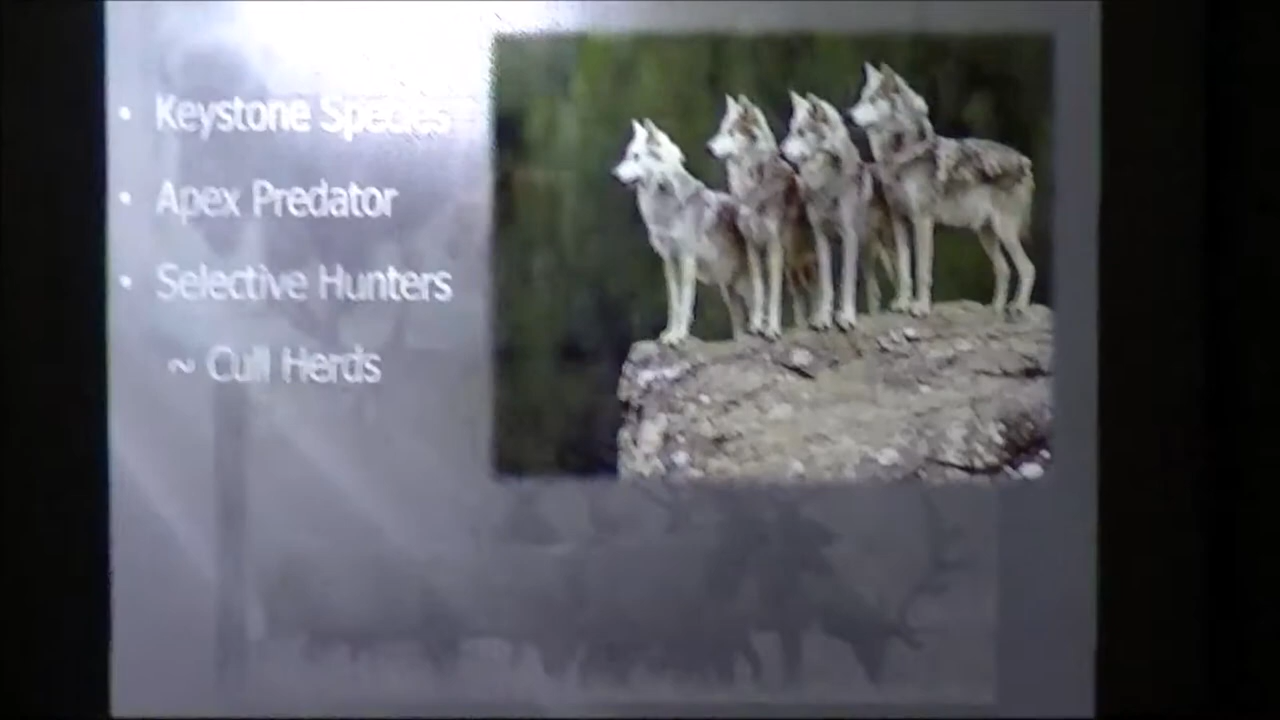 • Keystone Species
• Apex Predator
• Selective Hunters
~ Cull Herds